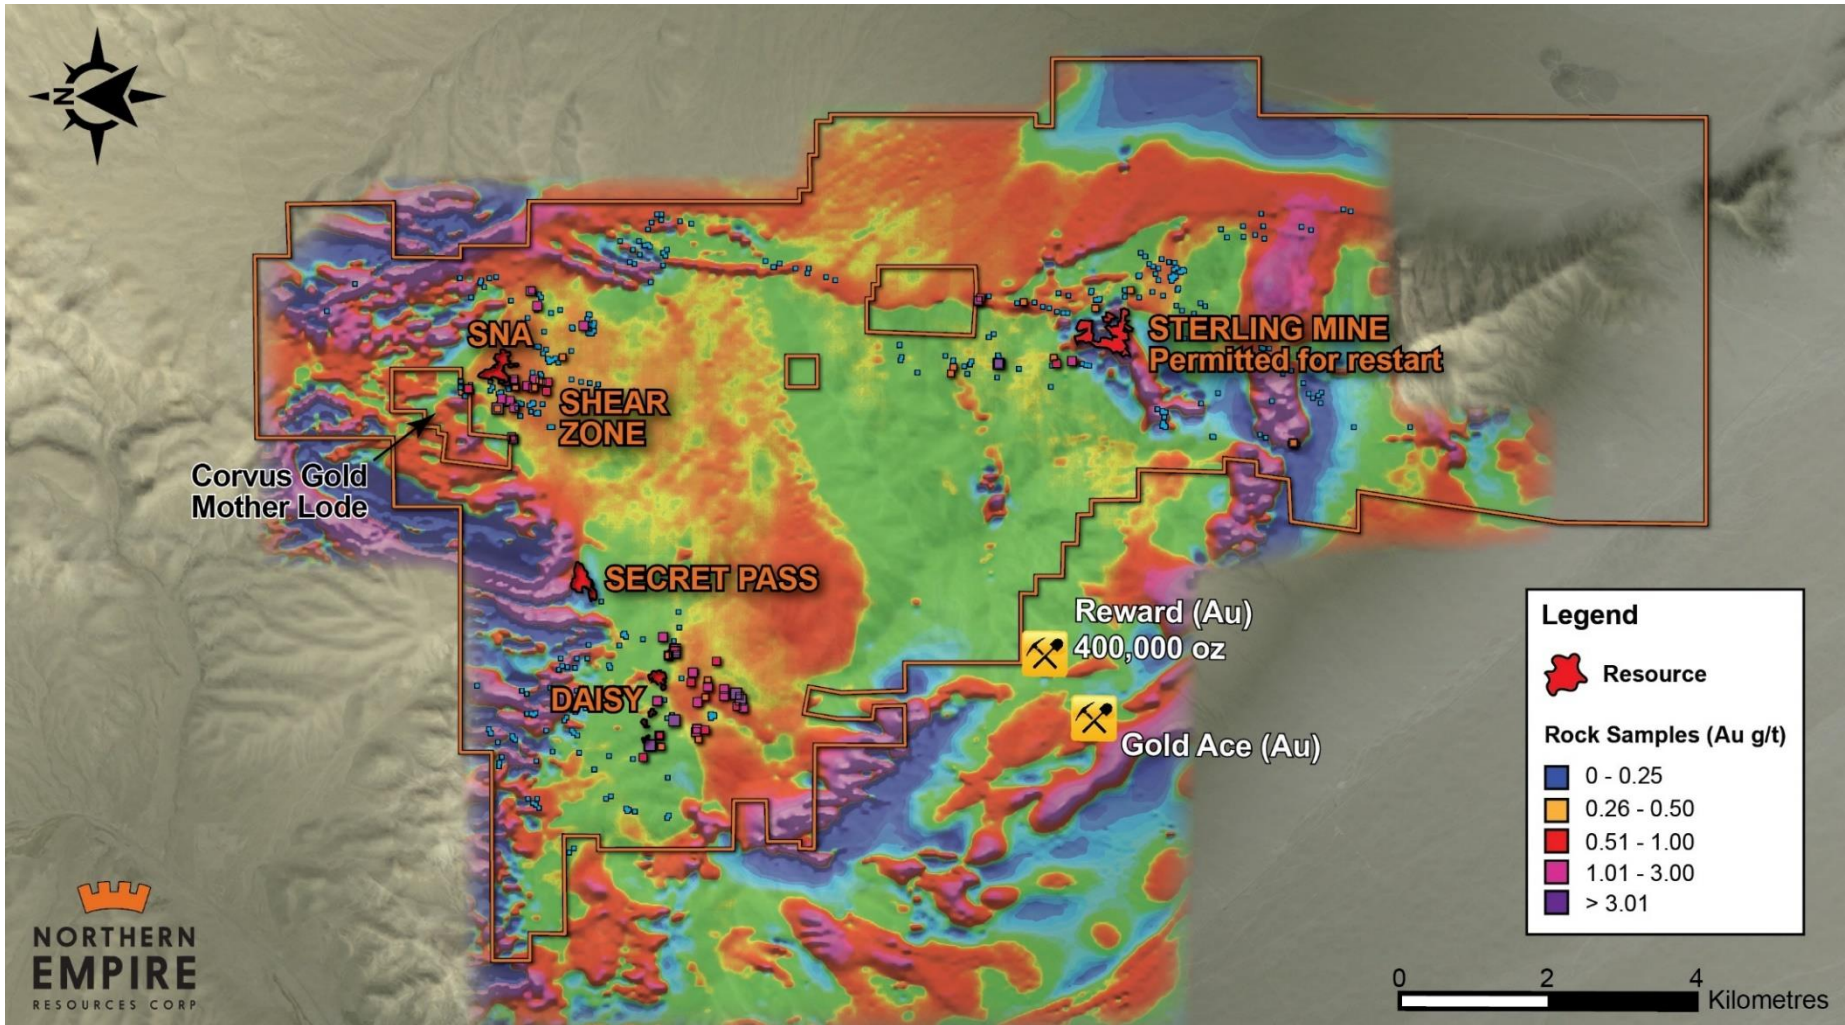 N
SNA
STERLING MINE
Permitted for restart
SHEAR
ZONE
Corvus Gold
Mother Lode
SECRET PASS
Reward (Au)
400,000 oz
DAISY
Gold Ace (Au)
Legend
Resource
Rock Samples (Au g/t)
0 - 0.25
0.26 - 0.50
0.51 - 1.00
1.01 - 3.00
> 3.01
NORTHERN
EMPIRE
RESOURCES CORP
0 2 4
Kilometres